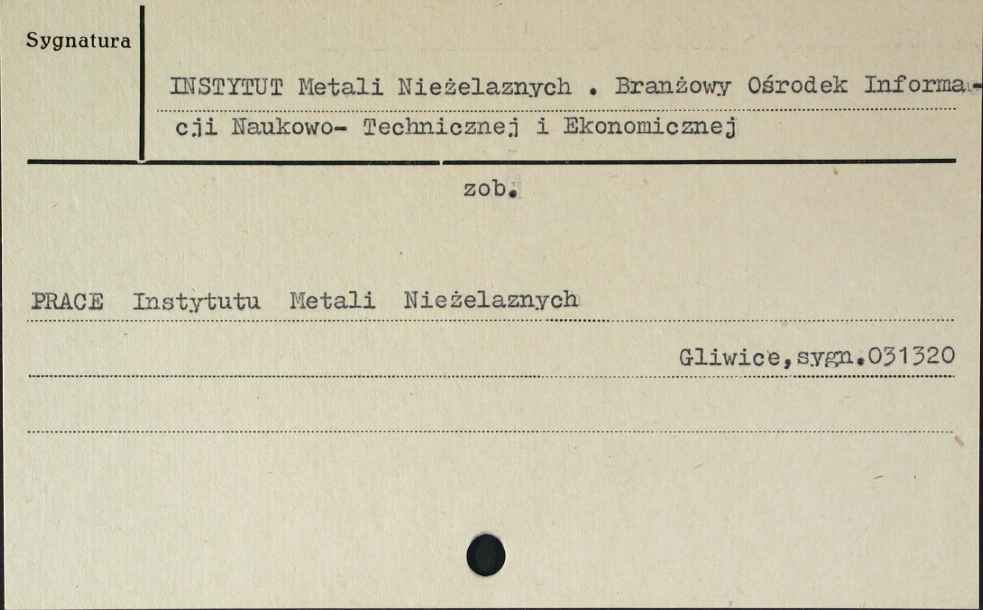 Sygnatura
INSTYTUT Metali Nieżelaznych . Branżowy Ośrodek Informa-
cji Naukowo- Technicznej i Ekonomicznej
zob.
PRACE Instytutu Metali Nieżelaznych
Gliwice,sygn.031320